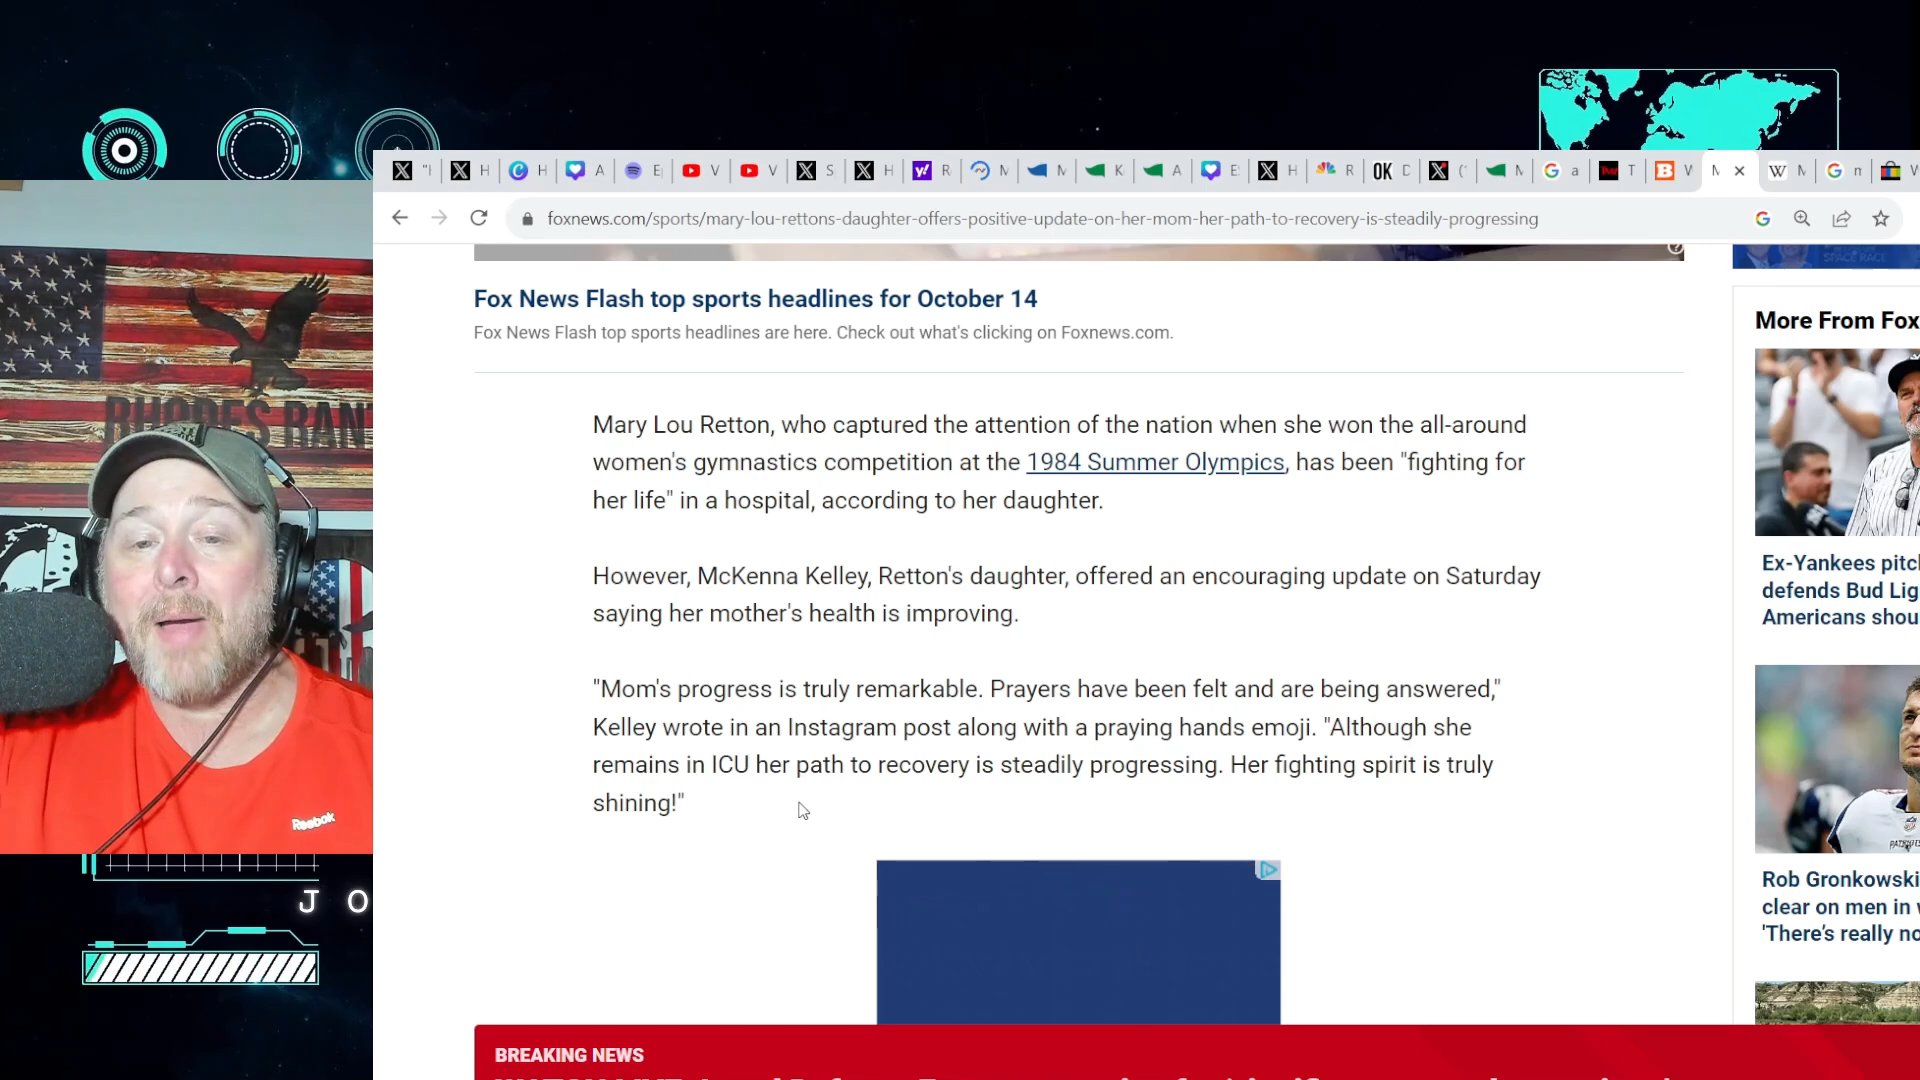 foxnews.com/sports/mary-lou-rettons-daughter-offers-positive-update-on-her-mom-her-path-to-recovery-is-steadily-progressing
SPACE RACE
Fox News Flash top sports headlines for October 14
Fox News Flash top sports headlines are here. Check out what's clicking on Foxnews.com.
Mary Lou Retton, who captured the attention of the nation when she won the all-around
women's gymnastics competition at the 1984 Summer Olympics, has been "fighting for
her life" in a hospital, according to her daughter.
However, McKenna Kelley, Retton's daughter, offered an encouraging update on Saturday
saying her mother's health is improving.
"Mom's progress is truly remarkable. Prayers have been felt and are being answered,"
Kelley wrote in an Instagram post along with a praying hands emoji. "Although she
remains in ICU her path to recovery is steadily progressing. Her fighting spirit is truly
shining!"
BREAKING NEWS
More From Fox
Ex-Yankees pitc
defends Bud Lig
Americans shou
PATRIOTS
Rob Gronkowski
clear on men in
'There's really no
RHODES RANT
Reebok
J O